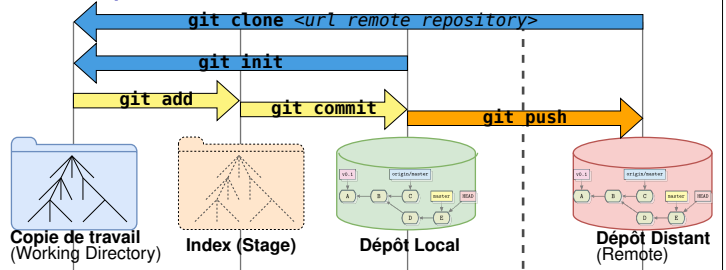 git clone <url remote repository>
git init
git add
git commit
git push
v0.1
origin/master
A
B
C
master
HEAD
D
E
v0.1
origin/master
A
B
C
master
HEAD
D
E
Copie de travail
(Working Directory)
Index (Stage)
Dépôt Local
Dépôt Distant
(Remote)